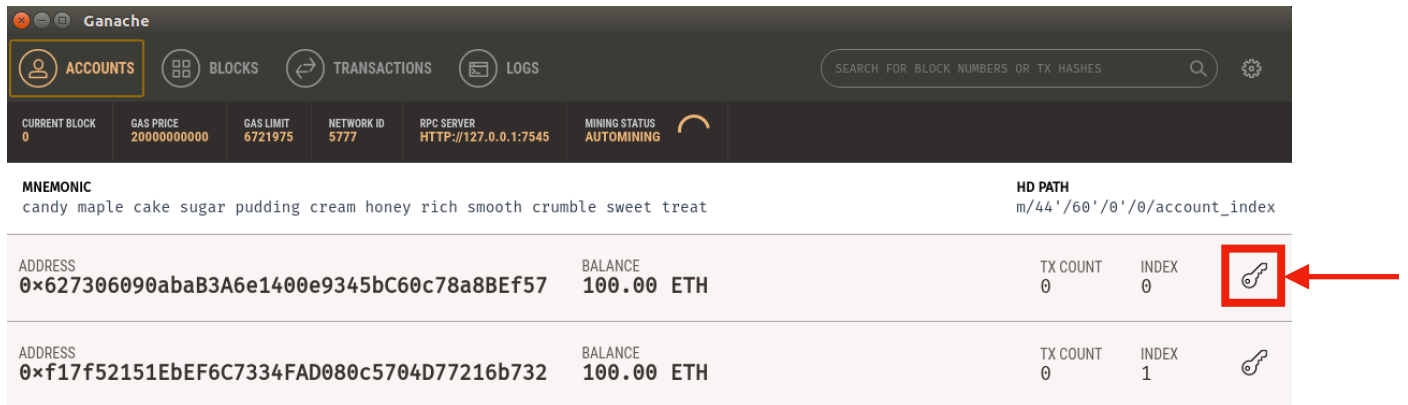 Ganache
ACCOUNTS BLOCKS TRANSACTIONS LOGS SEARCH FOR BLOCK NUMBERS OR TX HASHES
CURRENT BLOCK GAS PRICE GAS LIMIT NETWORK ID RPC SERVER MINING STATUS
0 20000000000 6721975 5777 HTTP://127.0.0.1:7545 AUTOMINING
MNEMONIC HD PATH
candy maple cake sugar pudding cream honey rich smooth crumble sweet treat m/44'/60'/0'/0/account_index
ADDRESS BALANCE TX COUNT INDEX
0×627306090abaB3A6e1400e9345bC60c78a8BEf57 100.00 ETH 0 0
ADDRESS BALANCE TX COUNT INDEX
0×f17f52151EbEF6C7334FAD080c5704D77216b732 100.00 ETH 0 1